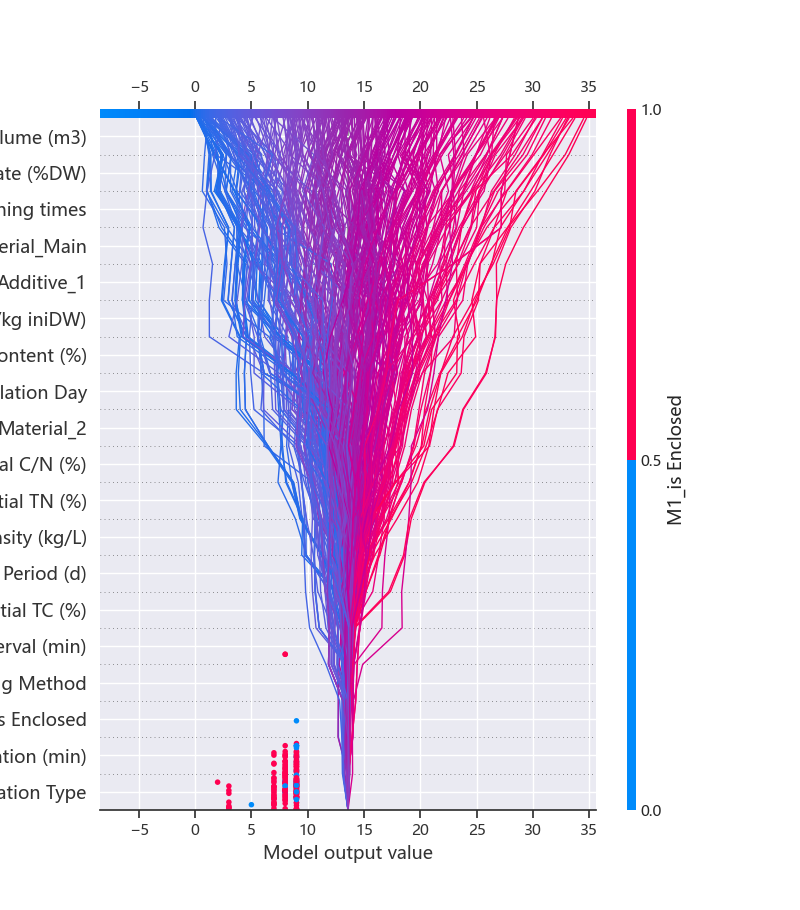 −5 0 5 10 15 20 25 30 35
1.0
lume (m3)
ate (%DW)
ning times
erial_Main
Additive_1
/kg iniDW)
ontent (%)
lation Day
Material_2
al C/N (%)
tial TN (%)
nsity (kg/L)
Period (d)
tial TC (%)
erval (min)
g Method
s Enclosed
ation (min)
ation Type
0.5
M1_is Enclosed
0.0
−5 0 5 10 15 20 25 30 35
Model output value